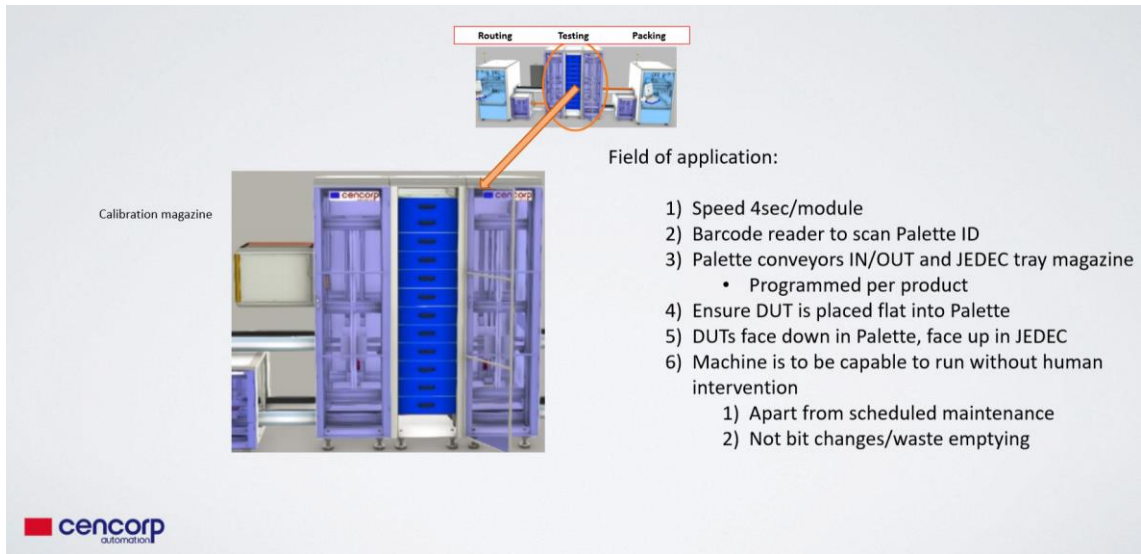 Routing Testing Packing
Field of application:
Calibration magazine
cencorp
cencorp
1) Speed 4sec/module
2) Barcode reader to scan Palette ID
3) Palette conveyors IN/OUT and JEDEC tray magazine
• Programmed per product
4) Ensure DUT is placed flat into Palette
5) DUTs face down in Palette, face up in JEDEC
6) Machine is to be capable to run without human
intervention
1) Apart from scheduled maintenance
2) Not bit changes/waste emptying
cencorp
automation